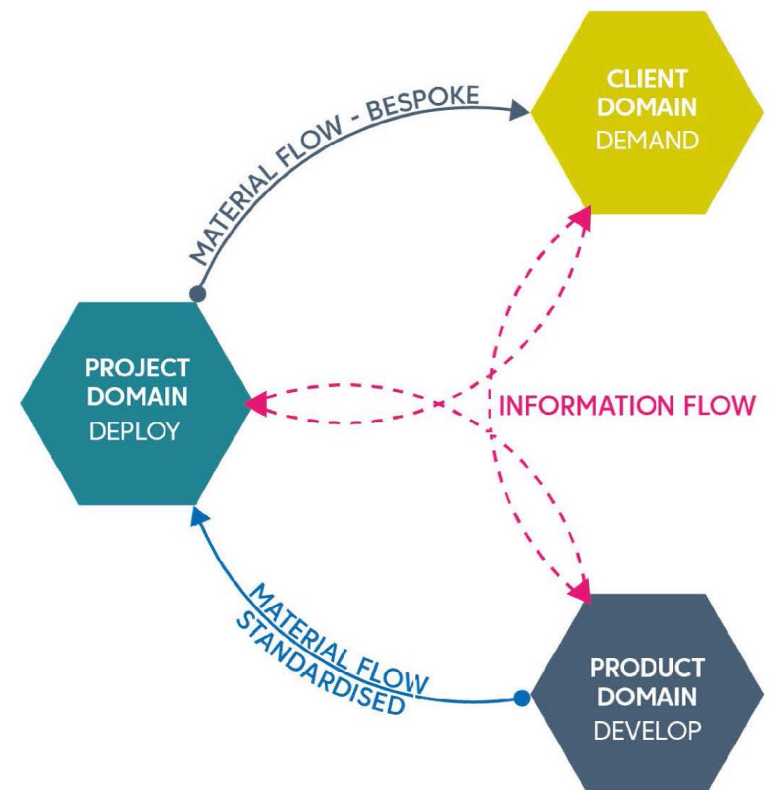 MATERIAL FLOW - BESPOKE
CLIENT
DOMAIN
DEMAND
PROJECT
DOMAIN
DEPLOY
INFORMATION FLOW
MATERIAL FLOW
STANDARDISED
PRODUCT
DOMAIN
DEVELOP